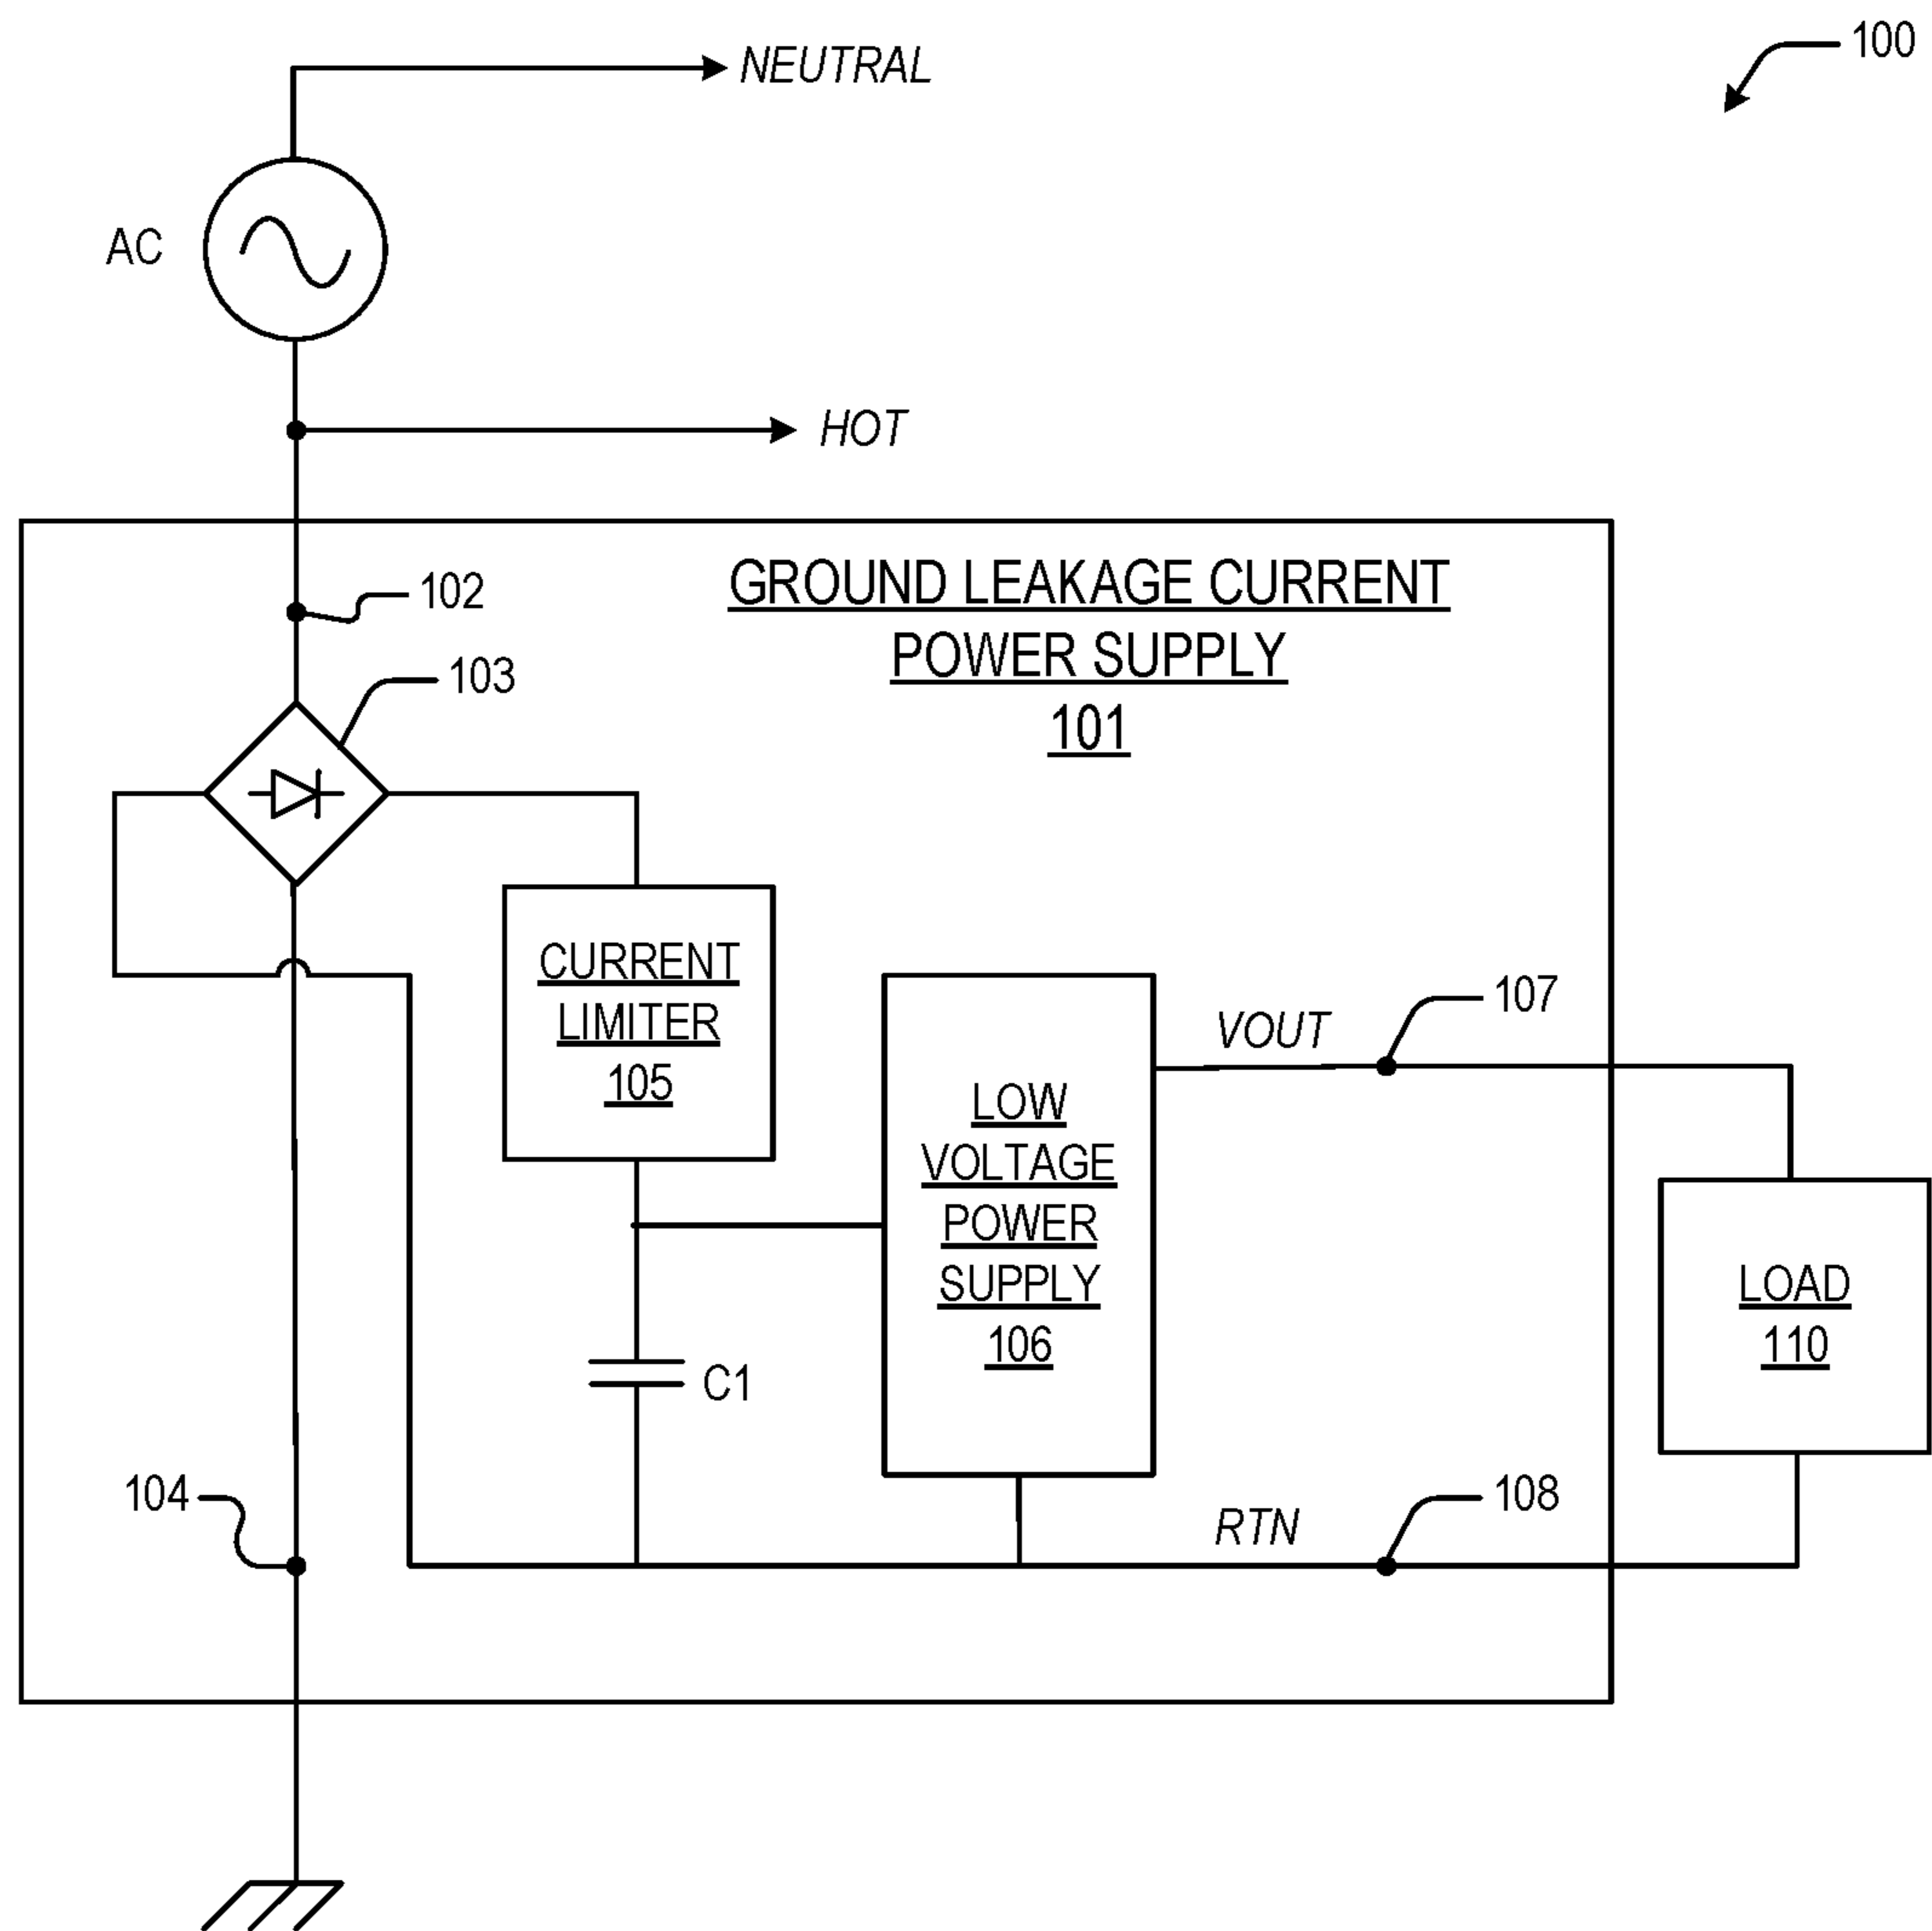 NEUTRAL
100
AC
HOT
GROUND LEAKAGE CURRENT
POWER SUPPLY
101
102
103
CURRENT
LIMITER
105
VOUT
107
LOW
VOLTAGE
POWER
SUPPLY
106
LOAD
110
C1
104
RTN
108